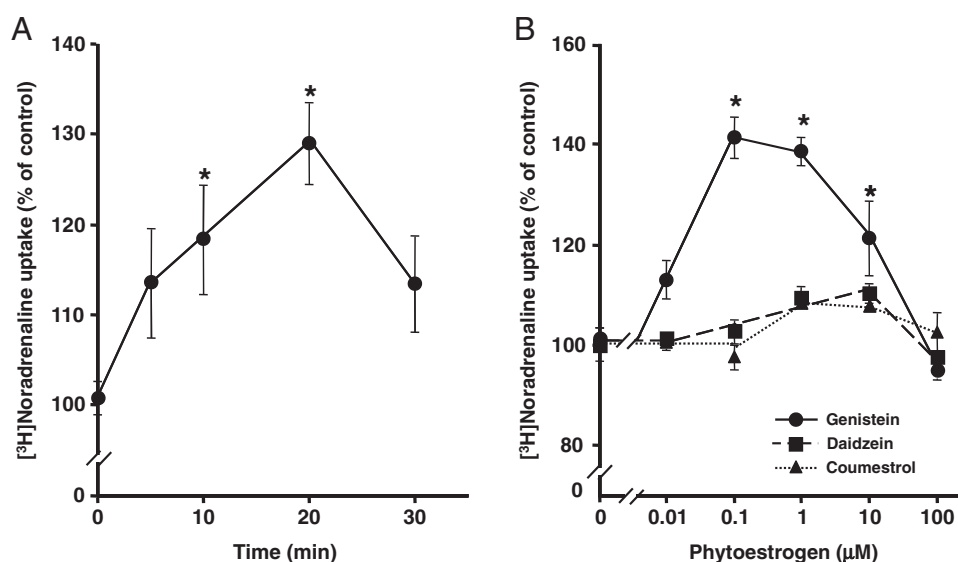 A
[³H]Noradrenaline uptake (% of control)
140
130
120
110
100
0
*
*
0 10 20 30
Time (min)
B
[³H]Noradrenaline uptake (% of control)
160
140
120
100
80
0
*
*
*
Genistein
Daidzein
Coumestrol
0 0.01 0.1 1 10 100
Phytoestrogen (μM)